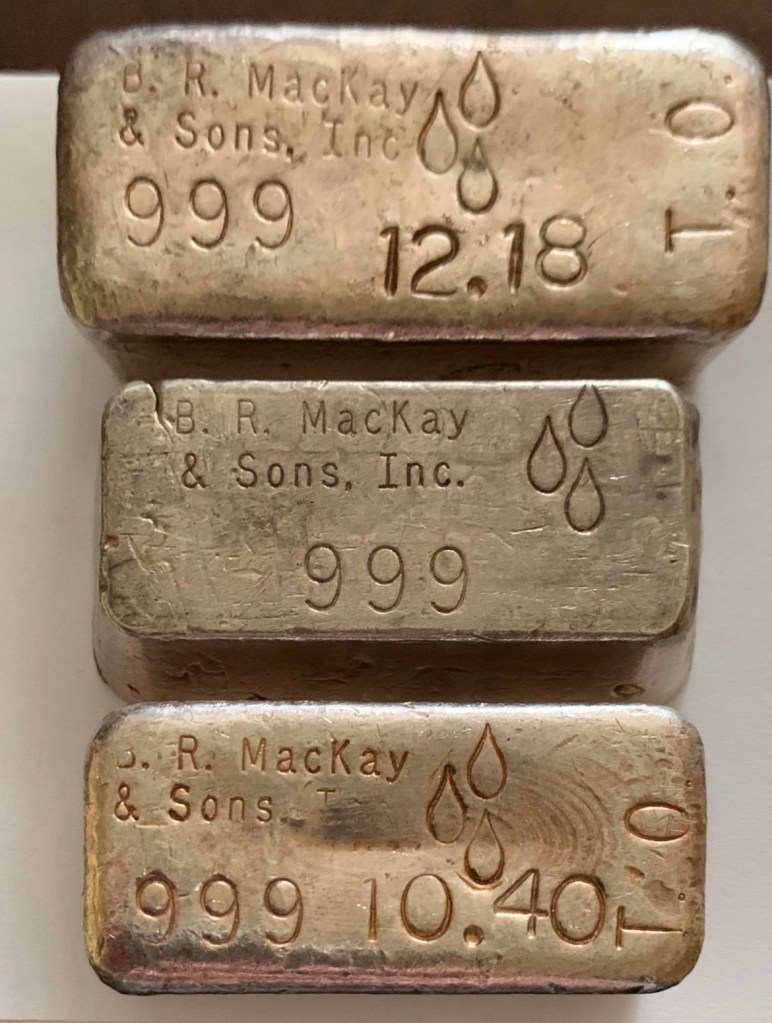 B. R. MacKay
& Sons, Inc
999
12.18
T. O.
B. R. MacKay
& Sons, Inc.
999
. R. MacKay
& Sons.
999 10.40
T. O.